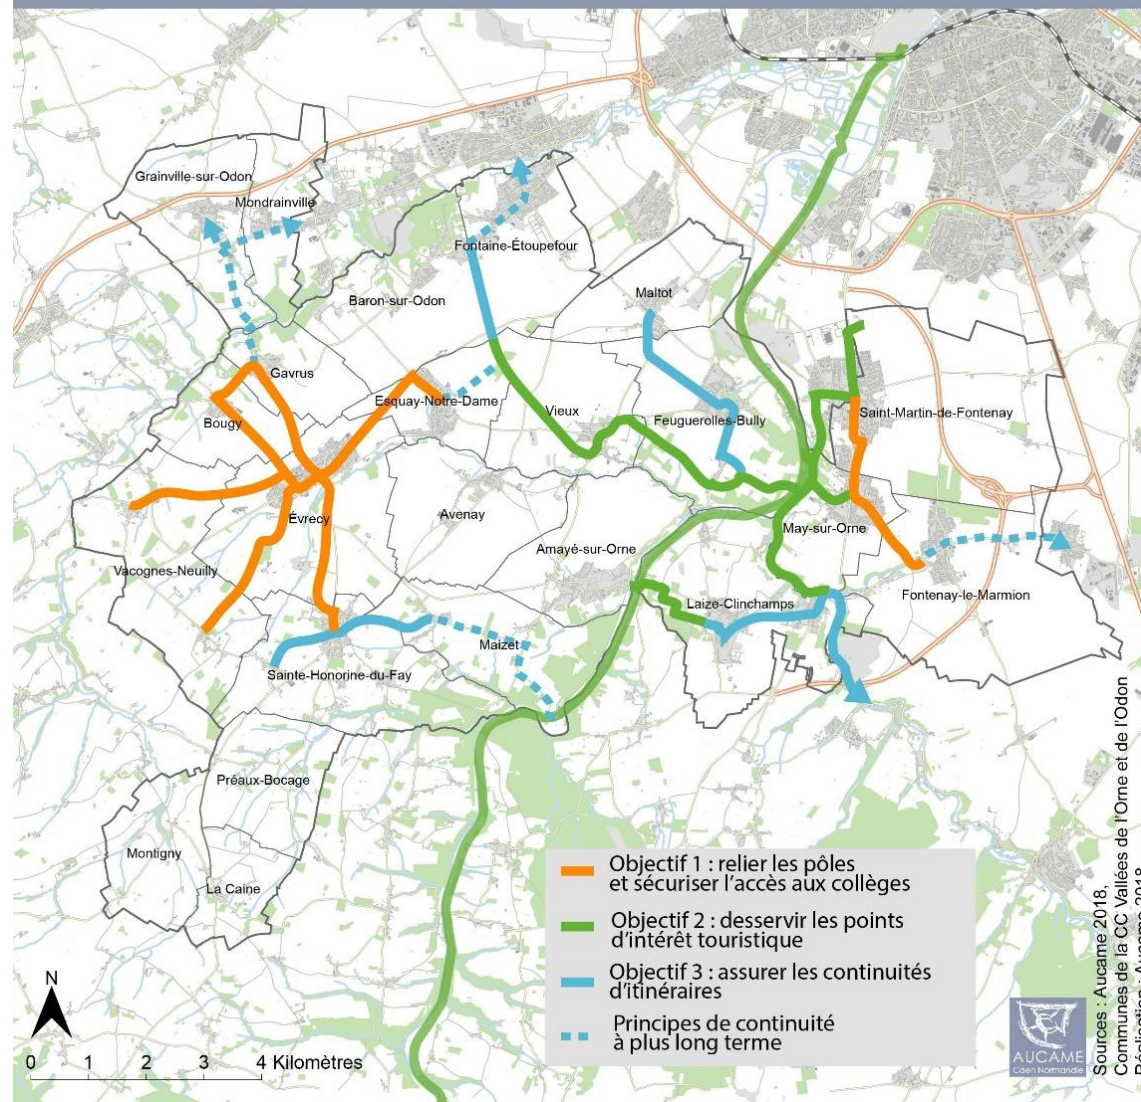 Grainville-sur-Odon
Mondrainville
Fontaine-Étoupefour
Baron-sur-Odon
Maltot
Gavrus
Esquay-Notre-Dame
Vieux
Bougy
Feuguerolles-Bully
Saint-Martin-de-Fontenay
Évrecy
Avenay
May-sur-Orne
Amayé-sur-Orne
Vacognes-Neuilly
Laize-Clinchamps
Fontenay-le-Marmion
Maizet
Sainte-Honorine-du-Fay
Préaux-Bocage
Montigny
La Caine
Objectif 1 : relier les pôles
et sécuriser l'accès aux collèges
Objectif 2 : desservir les points
d'intérêt touristique
Objectif 3 : assurer les continuités
d'itinéraires
Principes de continuité
à plus long terme
N
0 1 2 3 4 Kilomètres
AUCAME
Caen Normandie
Sources : Aucame 2018,
Communes de la CC Vallées de l'Orne et de l'Odon
Réalisation : Aucame 2018